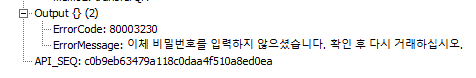 Output {} (2)
ErrorCode: 80003230
ErrorMessage: 이체 비밀번호를 입력하지 않으셨습니다. 확인 후 다시 거래하십시오.
API_SEQ: c0b9eb63479a118c0daa4f510a8ed0ea